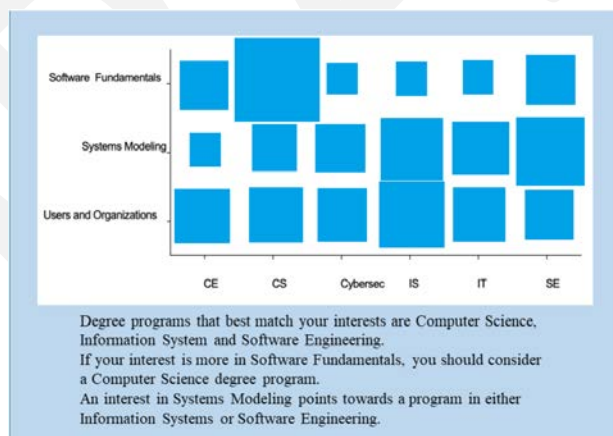 Software Fundamentals
Systems Modeling
Users and Organizations
CE CS Cybersec IS IT SE
Degree programs that best match your interests are Computer Science,
Information System and Software Engineering.
If your interest is more in Software Fundamentals, you should consider
a Computer Science degree program.
An interest in Systems Modeling points towards a program in either
Information Systems or Software Engineering.